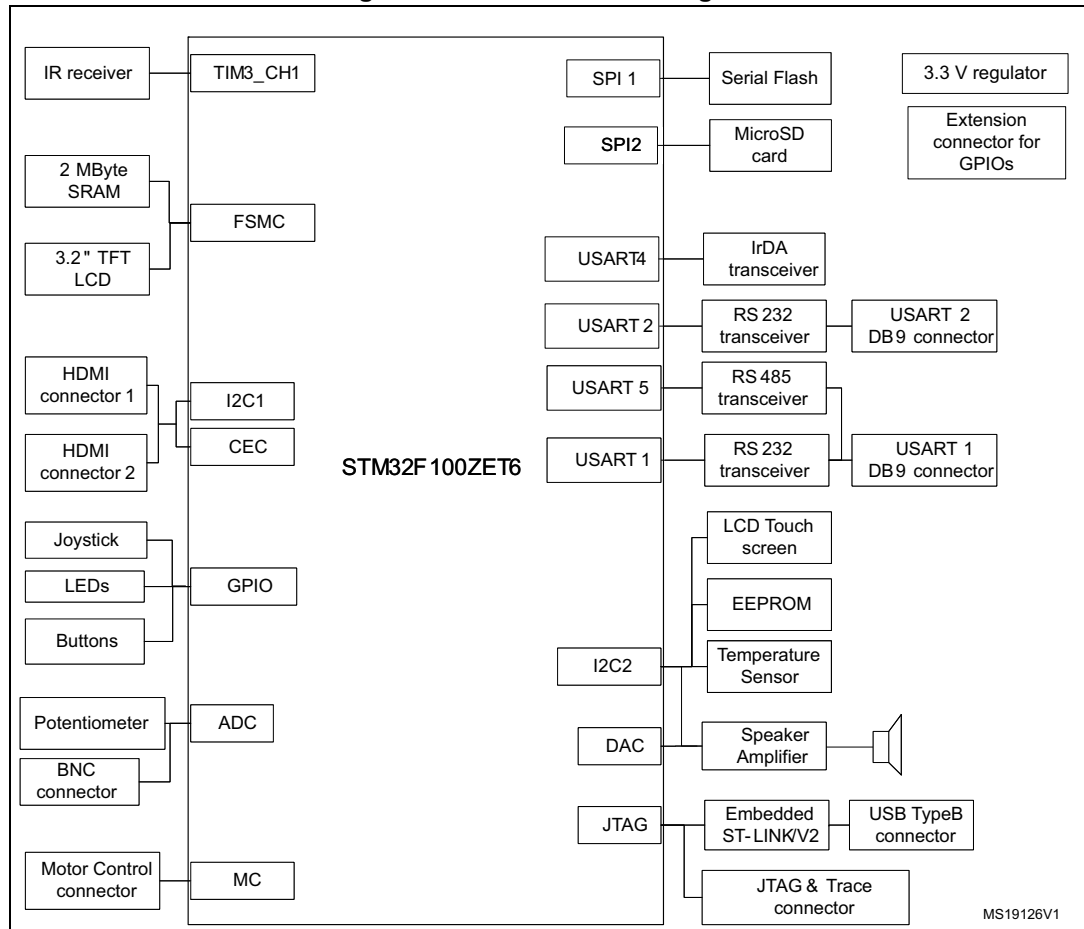 IR receiver
TIM3_CH1
2 MByte
SRAM
3.2" TFT
LCD
FSMC
HDMI
connector 1
HDMI
connector 2
I2C1
CEC
Joystick
LEDs
Buttons
GPIO
Potentiometer
BNC
connector
ADC
Motor Control
connector
MC
STM32F100ZET6
SPI 1
Serial Flash
SPI2
MicroSD
card
USART4
IrDA
transceiver
USART 2
RS 232
transceiver
USART 2
DB9 connector
USART 5
RS 485
transceiver
USART 1
RS 232
transceiver
USART 1
DB9 connector
LCD Touch
screen
EEPROM
I2C2
Temperature
Sensor
DAC
Speaker
Amplifier
JTAG
Embedded
ST-LINK/V2
USB TypeB
connector
JTAG & Trace
connector
3.3 V regulator
Extension
connector for
GPIOs
MS19126V1